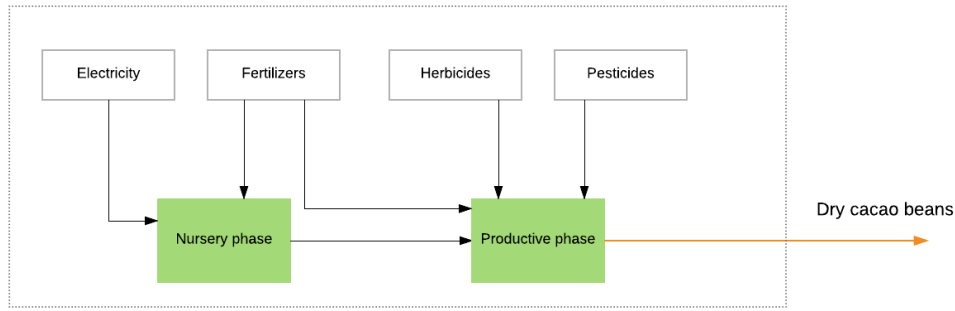 Electricity
Fertilizers
Herbicides
Pesticides
Dry cacao beans
Nursery phase
Productive phase